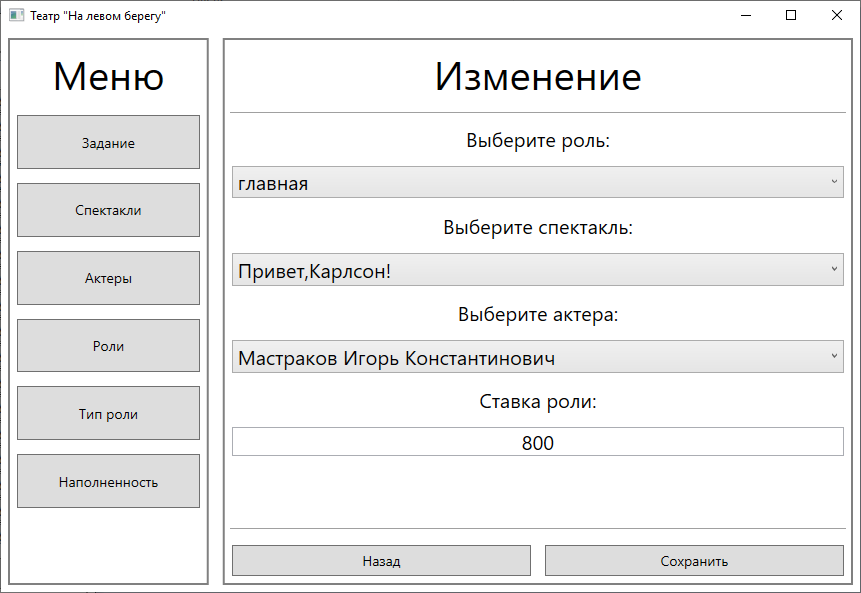 Театр "На левом берегу"
Меню
Задание
Спектакли
Актеры
Роли
Тип роли
Наполненность
Изменение
Выберите роль:
главная
Выберите спектакль:
Привет,Карлсон!
Выберите актера:
Мастраков Игорь Константинович
Ставка роли:
800
Назад
Сохранить